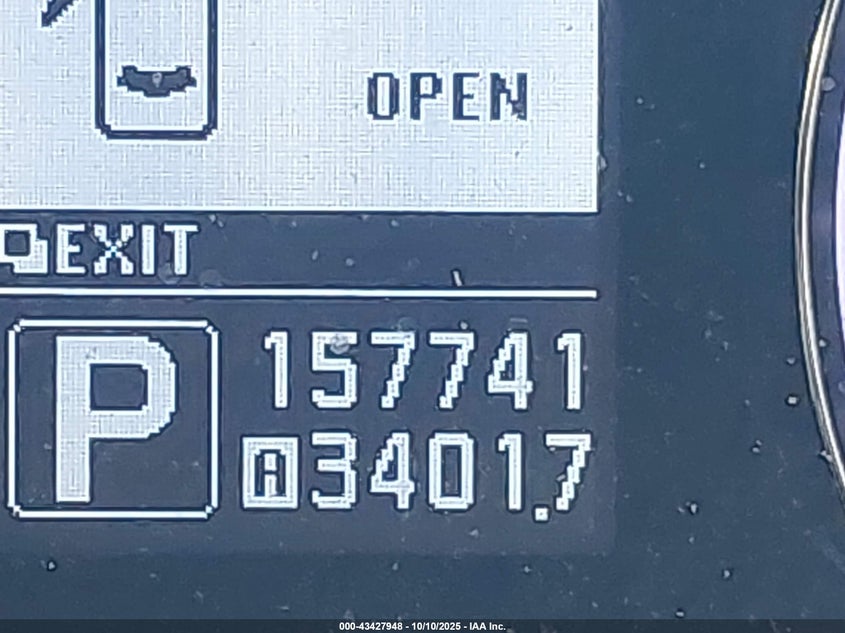 OPEN
EXIT
P
157741
A 3401.7
000-43427948 - 10/10/2025 - IAA Inc.